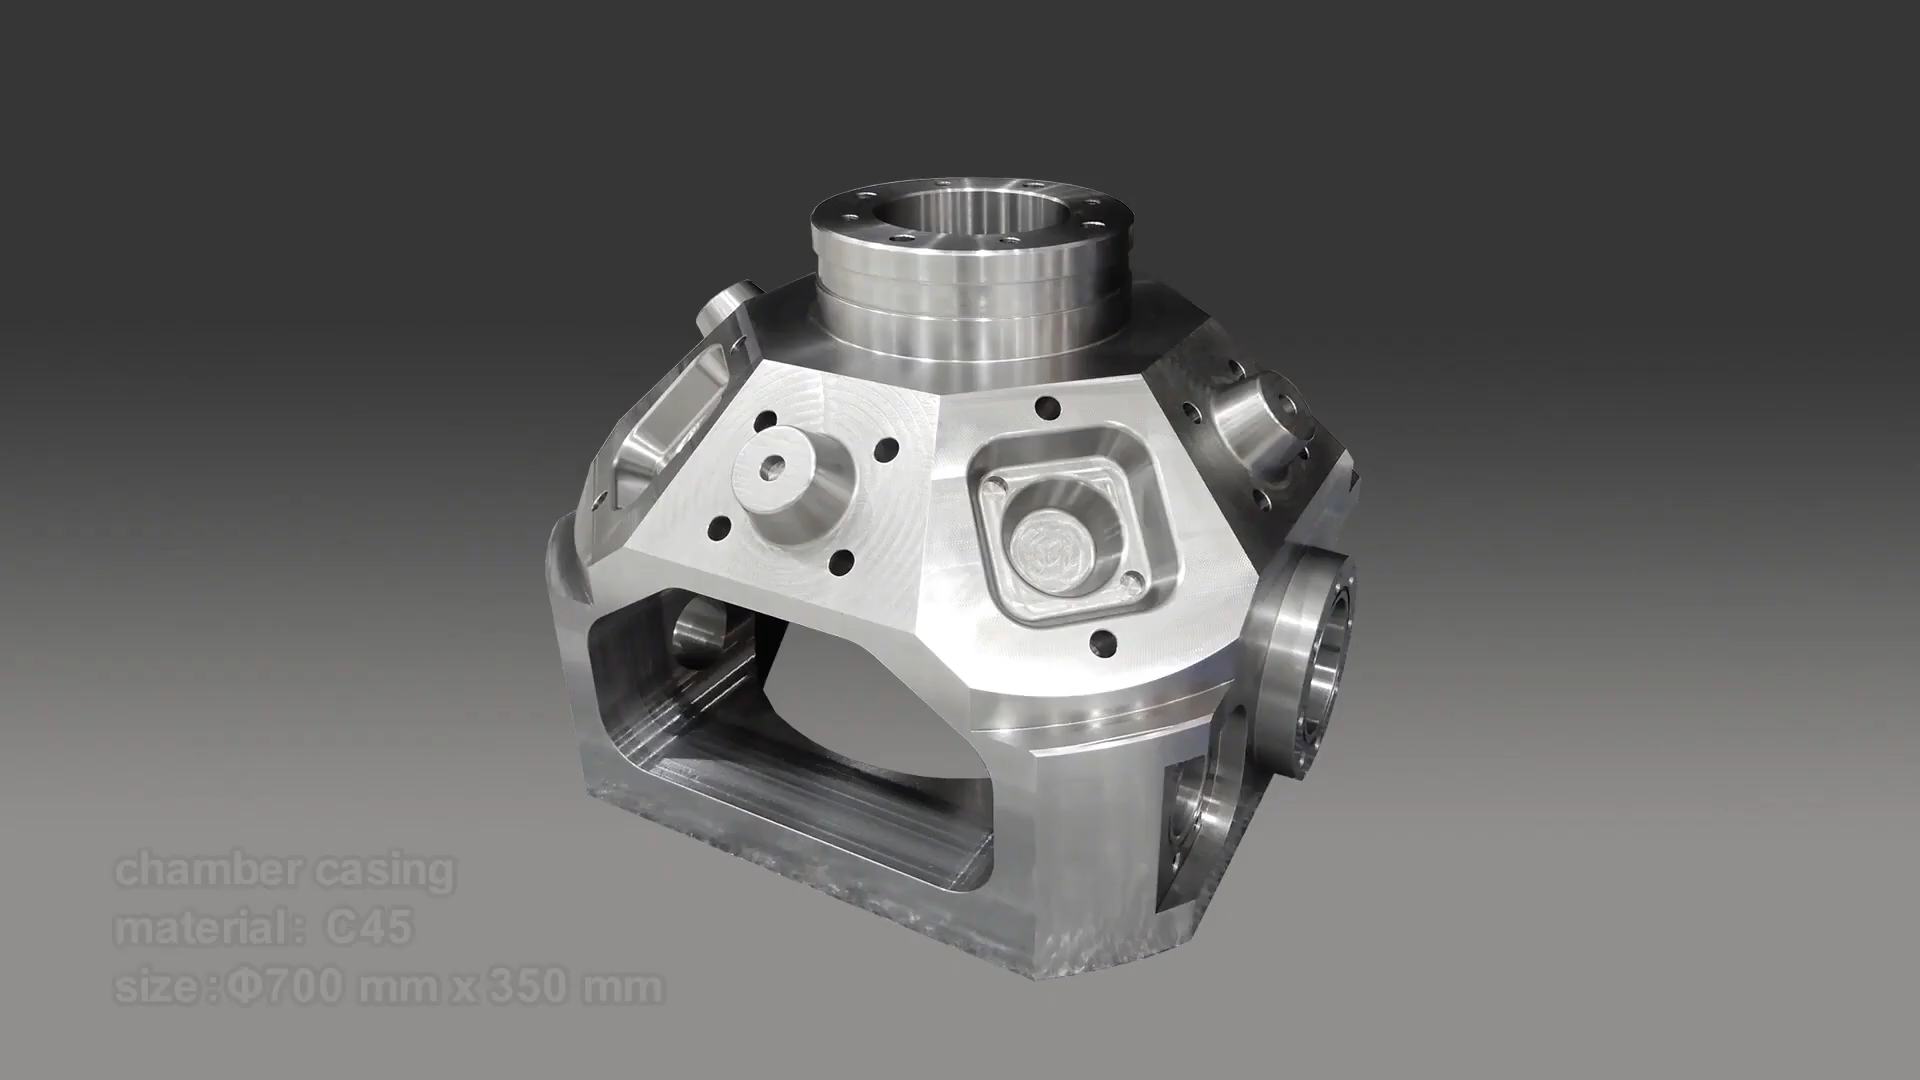 chamber casing
material: C45
size:Φ700 mm x 350 mm